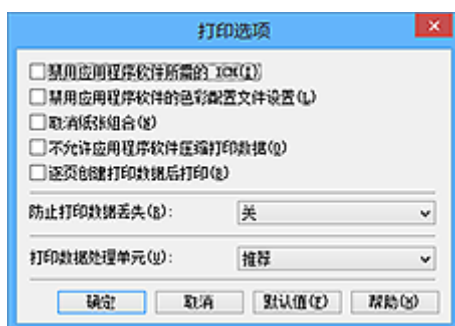 打印选项
禁用应用程序软件所需的 ICM(I)
禁用应用程序软件的色彩配置文件设置(L)
取消纸张组合(N)
不允许应用程序软件压缩打印数据(O)
逐页创建打印数据后打印(R)
防止打印数据丢失(B):
关
打印数据处理单元(U):
推荐
确定
取消
默认值(F)
帮助(H)